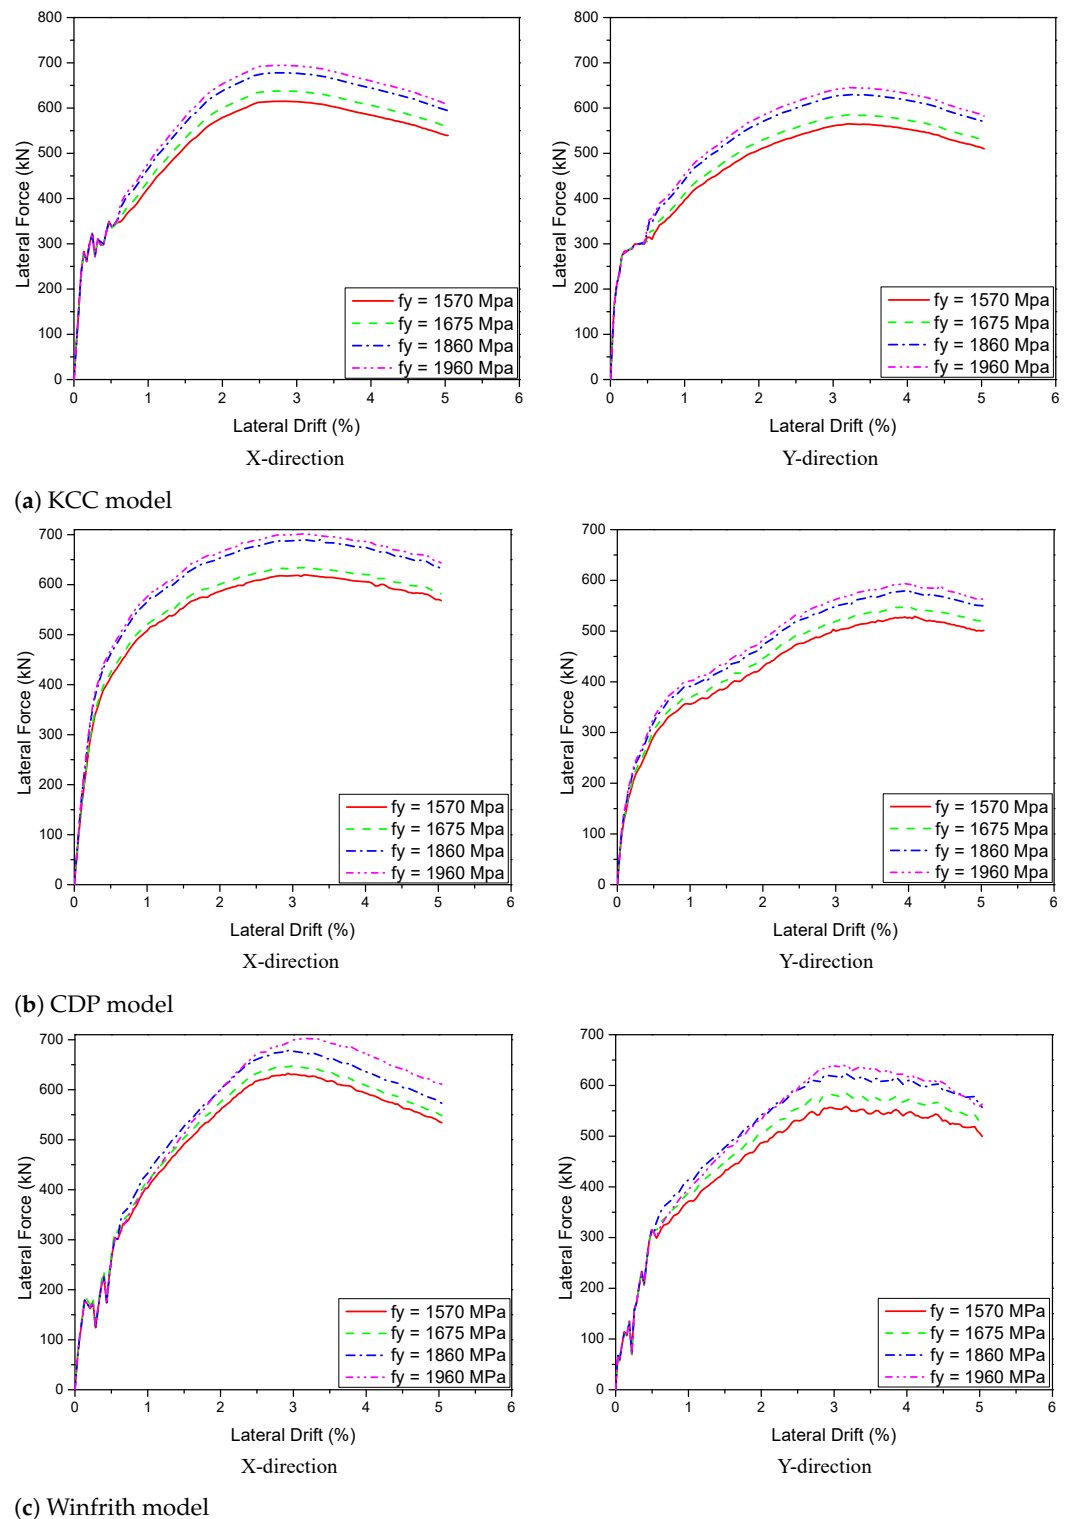 800
700
600
500
400
300
200
100
0
Lateral Force (kN)
fy = 1570 Mpa
fy = 1675 Mpa
fy = 1860 Mpa
fy = 1960 Mpa
0 1 2 3 4 5 6
Lateral Drift (%)
X-direction
800
700
600
500
400
300
200
100
0
Lateral Force (kN)
fy = 1570 Mpa
fy = 1675 Mpa
fy = 1860 Mpa
fy = 1960 Mpa
0 1 2 3 4 5 6
Lateral Drift (%)
Y-direction
(a) KCC model
700
600
500
400
300
200
100
0
Lateral Force (kN)
fy = 1570 Mpa
fy = 1675 Mpa
fy = 1860 Mpa
fy = 1960 Mpa
0 1 2 3 4 5 6
Lateral Drift (%)
X-direction
700
600
500
400
300
200
100
0
Lateral Force (kN)
fy = 1570 Mpa
fy = 1675 Mpa
fy = 1860 Mpa
fy = 1960 Mpa
0 1 2 3 4 5 6
Lateral Drift (%)
Y-direction
(b) CDP model
700
600
500
400
300
200
100
0
Lateral Force (kN)
fy = 1570 MPa
fy = 1675 MPa
fy = 1860 MPa
fy = 1960 MPa
0 1 2 3 4 5 6
Lateral Drift (%)
X-direction
700
600
500
400
300
200
100
0
Lateral Force (kN)
fy = 1570 MPa
fy = 1675 MPa
fy = 1860 MPa
fy = 1960 MPa
0 1 2 3 4 5 6
Lateral Drift (%)
Y-direction
(c) Winfrith model